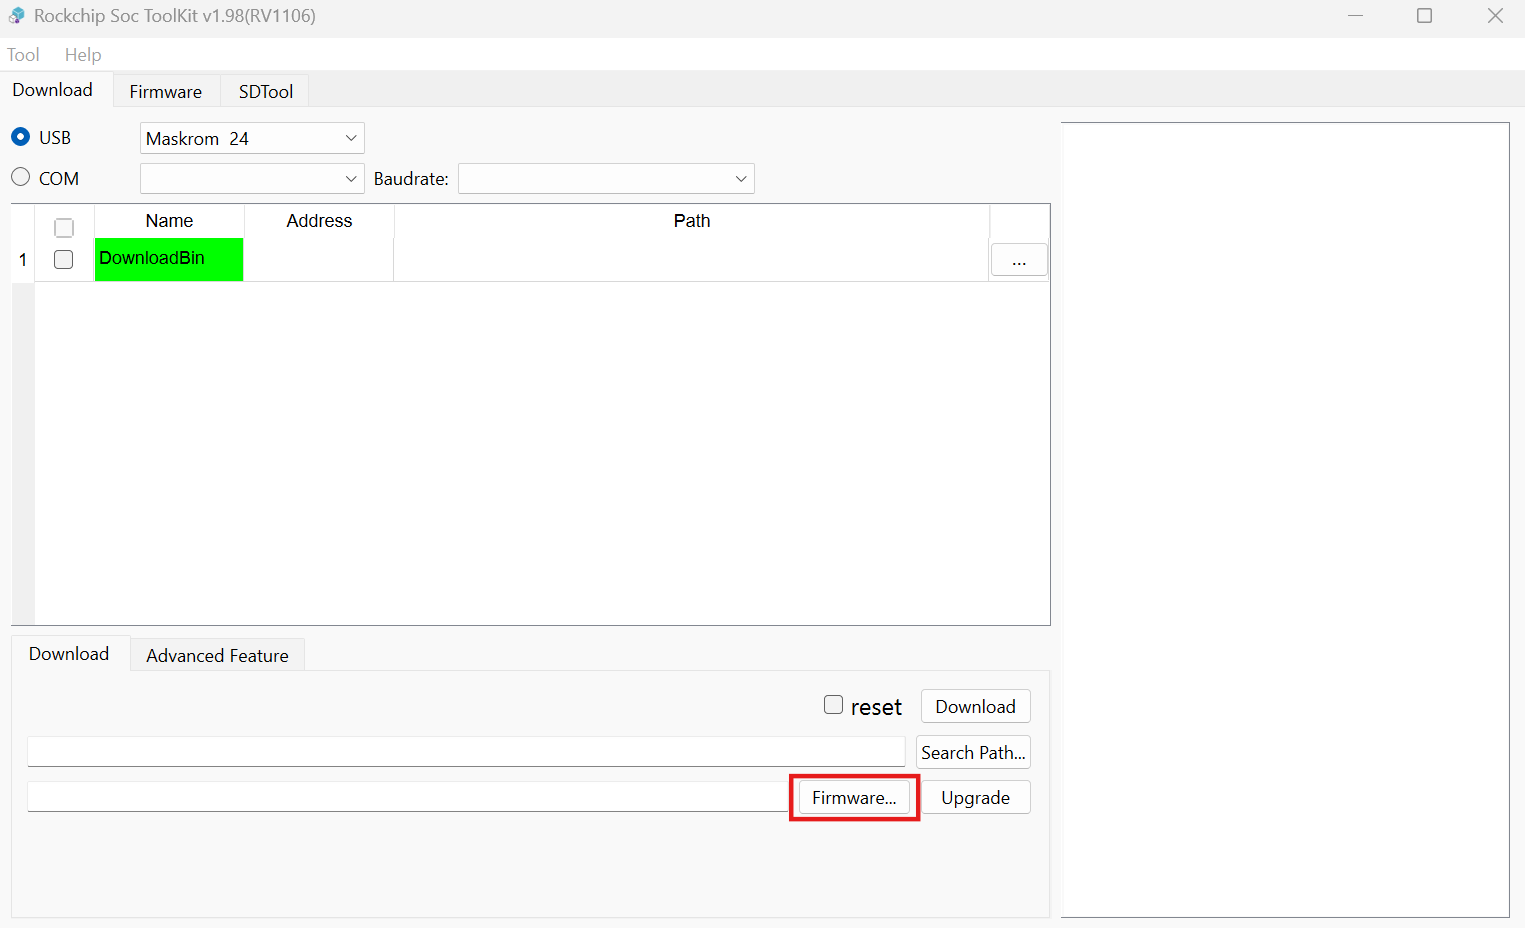 Rockchip Soc ToolKit v1.98(RV1106)
Tool Help
Download Firmware SDTool
USB Maskrom 24
COM Baudrate:
Name Address Path
1 DownloadBin ...
Download Advanced Feature
reset Download
Search Path...
Firmware... Upgrade